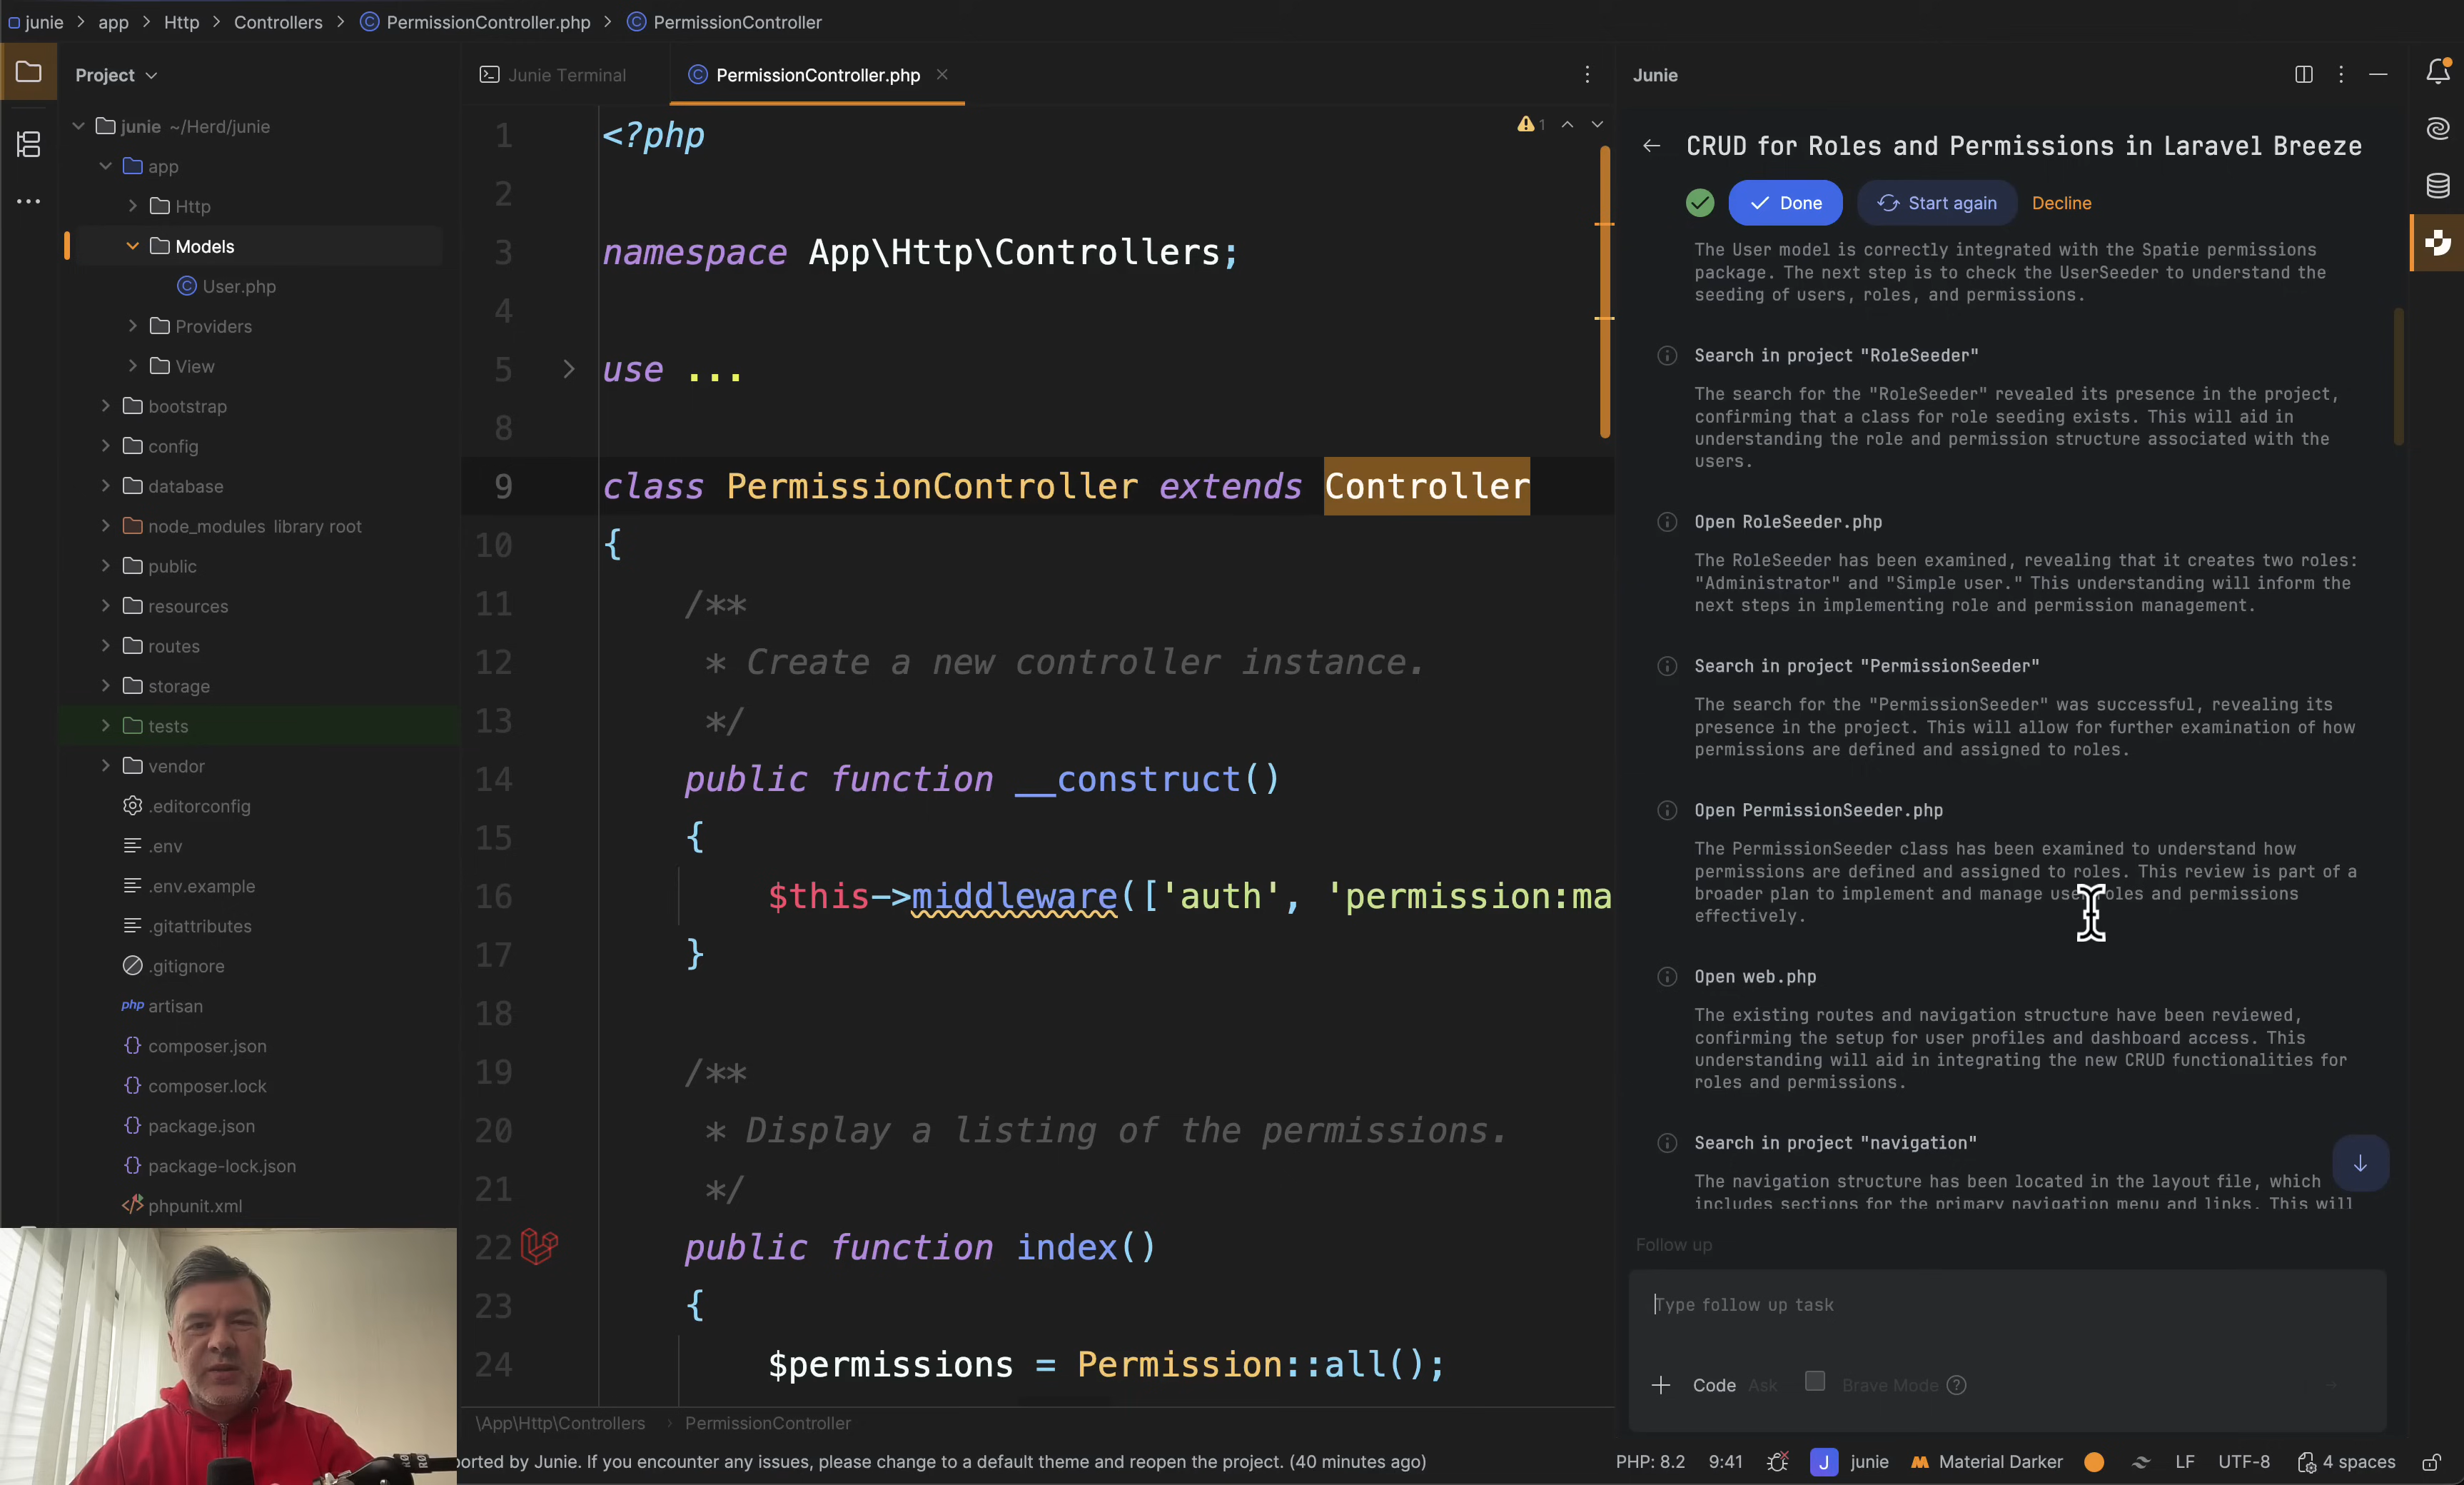 junie > app > Http > Controllers > PermissionController.php > PermissionController
Project
junie ~/Herd/junie
app
Http
Models
User.php
Providers
View
bootstrap
config
database
node_modules library root
public
resources
routes
storage
tests
vendor
.editorconfig
.env
.env.example
.gitattributes
.gitignore
php artisan
composer.json
composer.lock
package.json
package-lock.json
phpunit.xml
Junie Terminal
PermissionController.php
1
1 <?php
2
3 namespace App\Http\Controllers;
4
5 use ...
8
9 class PermissionController extends Controller
10 {
11 /**
12 * Create a new controller instance.
13 */
14 public function __construct()
15 {
16 $this->middleware(['auth', 'permission:ma
17 }
18
19 /**
20 * Display a listing of the permissions.
21 */
22 public function index()
23 {
24 $permissions = Permission::all();
\App\Http\Controllers > PermissionController
Junie
CRUD for Roles and Permissions in Laravel Breeze
Done
Start again
Decline
The User model is correctly integrated with the Spatie permissions
package. The next step is to check the UserSeeder to understand the
seeding of users, roles, and permissions.
Search in project "RoleSeeder"
The search for the "RoleSeeder" revealed its presence in the project,
confirming that a class for role seeding exists. This will aid in
understanding the role and permission structure associated with the
users.
Open RoleSeeder.php
The RoleSeeder has been examined, revealing that it creates two roles:
"Administrator" and "Simple user." This understanding will inform the
next steps in implementing role and permission management.
Search in project "PermissionSeeder"
The search for the "PermissionSeeder" was successful, revealing its
presence in the project. This will allow for further examination of how
permissions are defined and assigned to roles.
Open PermissionSeeder.php
The PermissionSeeder class has been examined to understand how
permissions are defined and assigned to roles. This review is part of a
broader plan to implement and manage user roles and permissions
effectively.
Open web.php
The existing routes and navigation structure have been reviewed,
confirming the setup for user profiles and dashboard access. This
understanding will aid in integrating the new CRUD functionalities for
roles and permissions.
Search in project "navigation"
The navigation structure has been located in the layout file, which
includes sections for the primary navigation menu and links. This will
Follow up
Type follow up task
Code Ask Brave Mode
orted by Junie. If you encounter any issues, please change to a default theme and reopen the project. (40 minutes ago)
PHP: 8.2 9:41 J junie Material Darker LF UTF-8 4 spaces